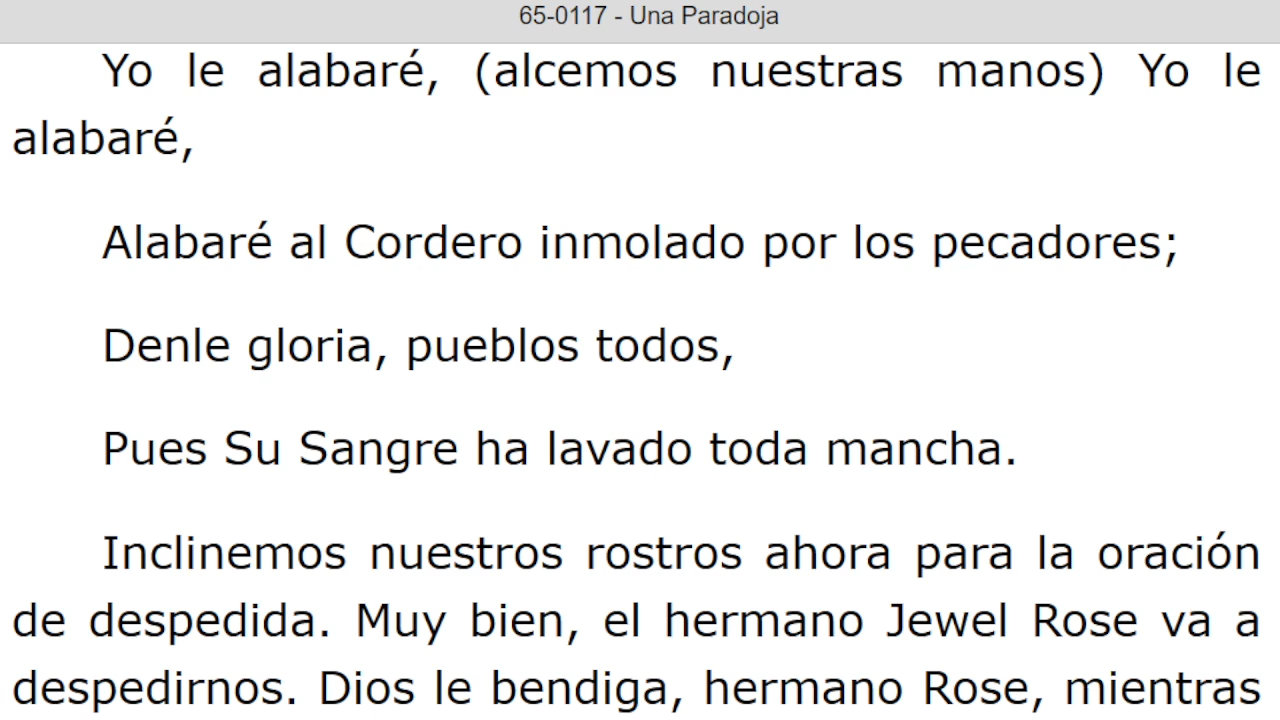 65-0117 - Una Paradoja
Yo le alabaré, (alcemos nuestras manos) Yo le
alabaré,
Alabaré al Cordero inmolado por los pecadores;
Denle gloria, pueblos todos,
Pues Su Sangre ha lavado toda mancha.
Inclinemos nuestros rostros ahora para la oración
de despedida. Muy bien, el hermano Jewel Rose va a
despedirnos. Dios le bendiga, hermano Rose, mientras